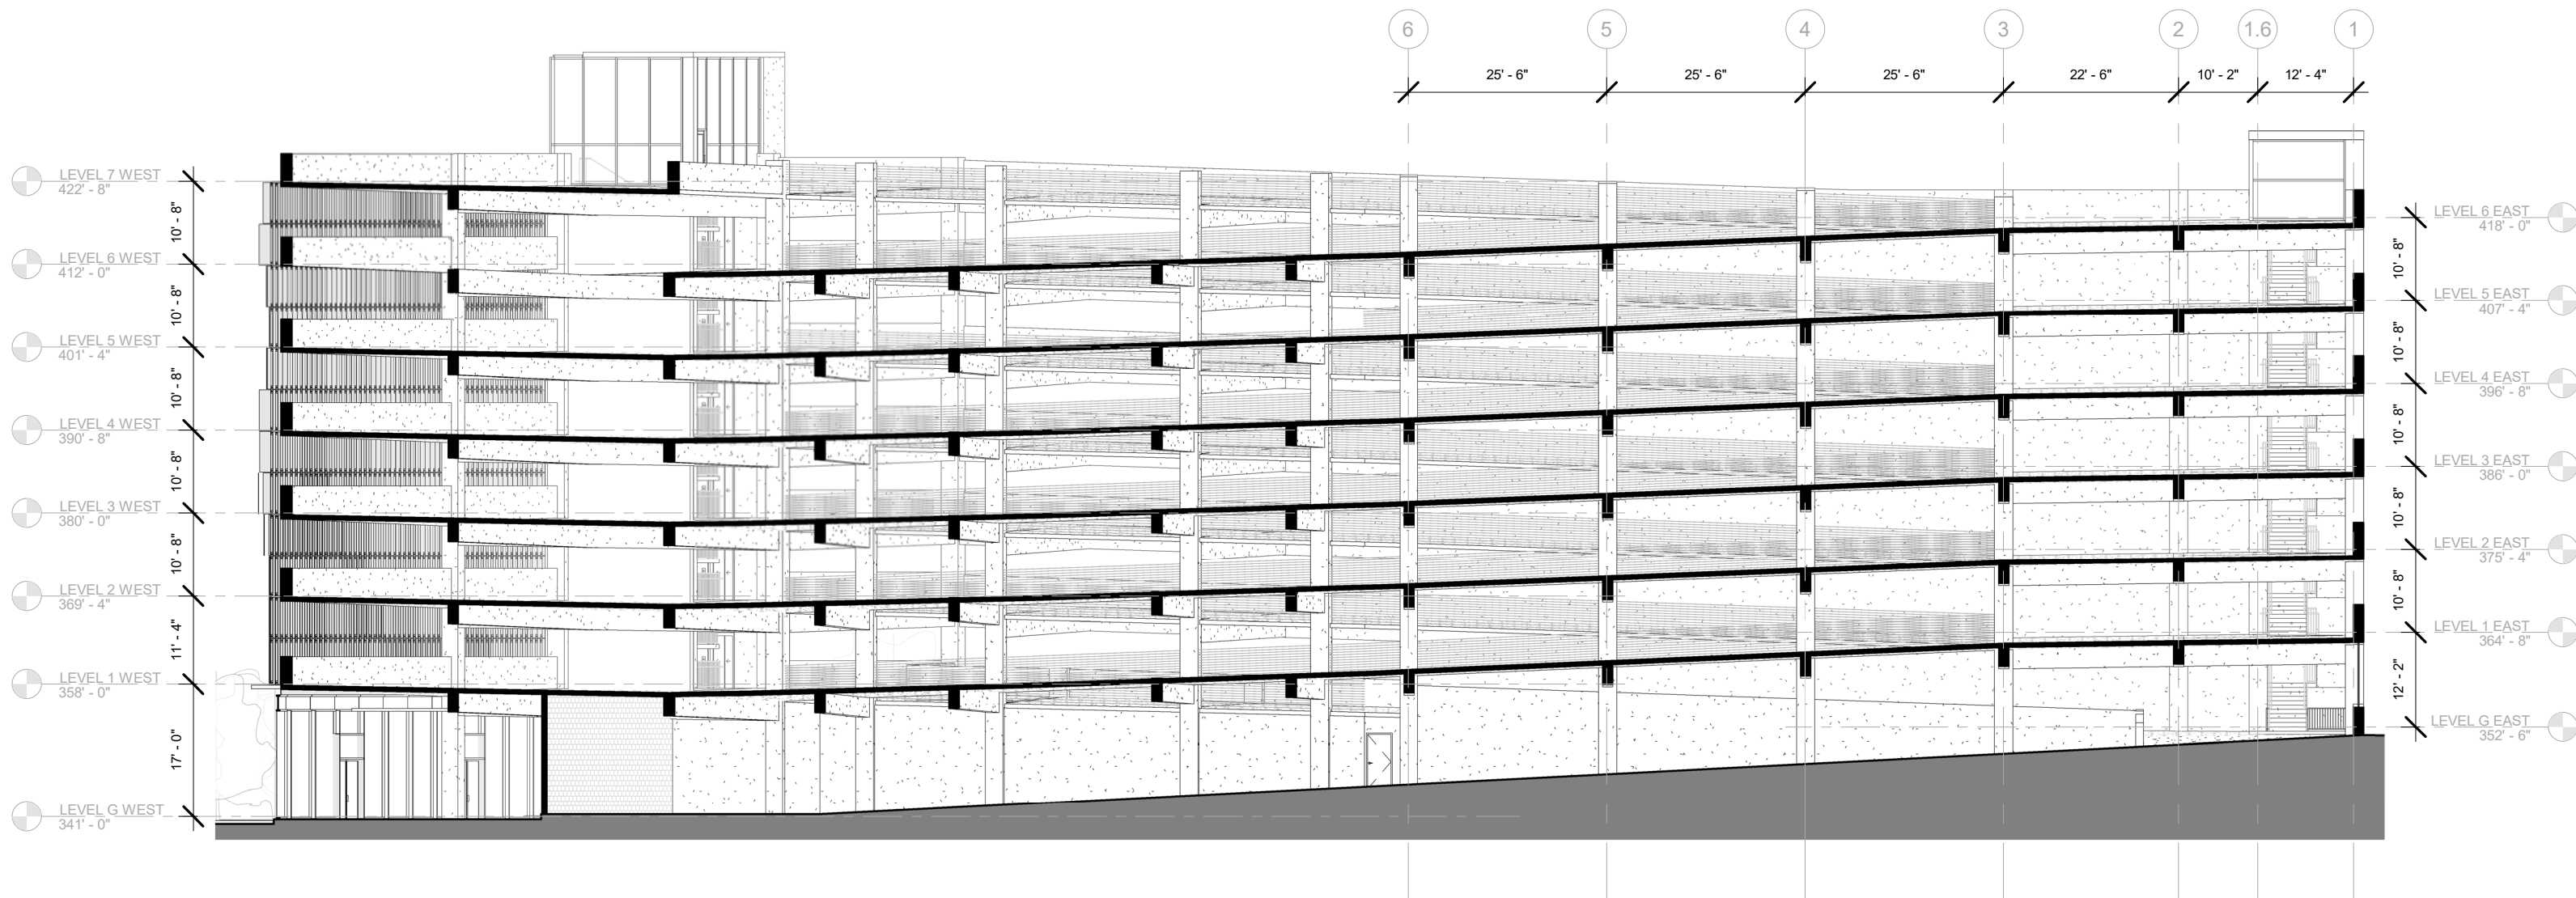 6
5
4
3
2
1.6
1
25' - 6"
25' - 6"
25' - 6"
22' - 6"
10' - 2"
12' - 4"
LEVEL 7 WEST
422' - 8"
10' - 8"
LEVEL 6 WEST
412' - 0"
10' - 8"
LEVEL 5 WEST
401' - 4"
10' - 8"
LEVEL 4 WEST
390' - 8"
10' - 8"
LEVEL 3 WEST
380' - 0"
10' - 8"
LEVEL 2 WEST
369' - 4"
11' - 4"
LEVEL 1 WEST
358' - 0"
17' - 0"
LEVEL G WEST
341' - 0"
LEVEL 6 EAST
418' - 0"
10' - 8"
LEVEL 5 EAST
407' - 4"
10' - 8"
LEVEL 4 EAST
396' - 8"
10' - 8"
LEVEL 3 EAST
386' - 0"
10' - 8"
LEVEL 2 EAST
375' - 4"
10' - 8"
LEVEL 1 EAST
364' - 8"
12' - 2"
LEVEL G EAST
352' - 6"